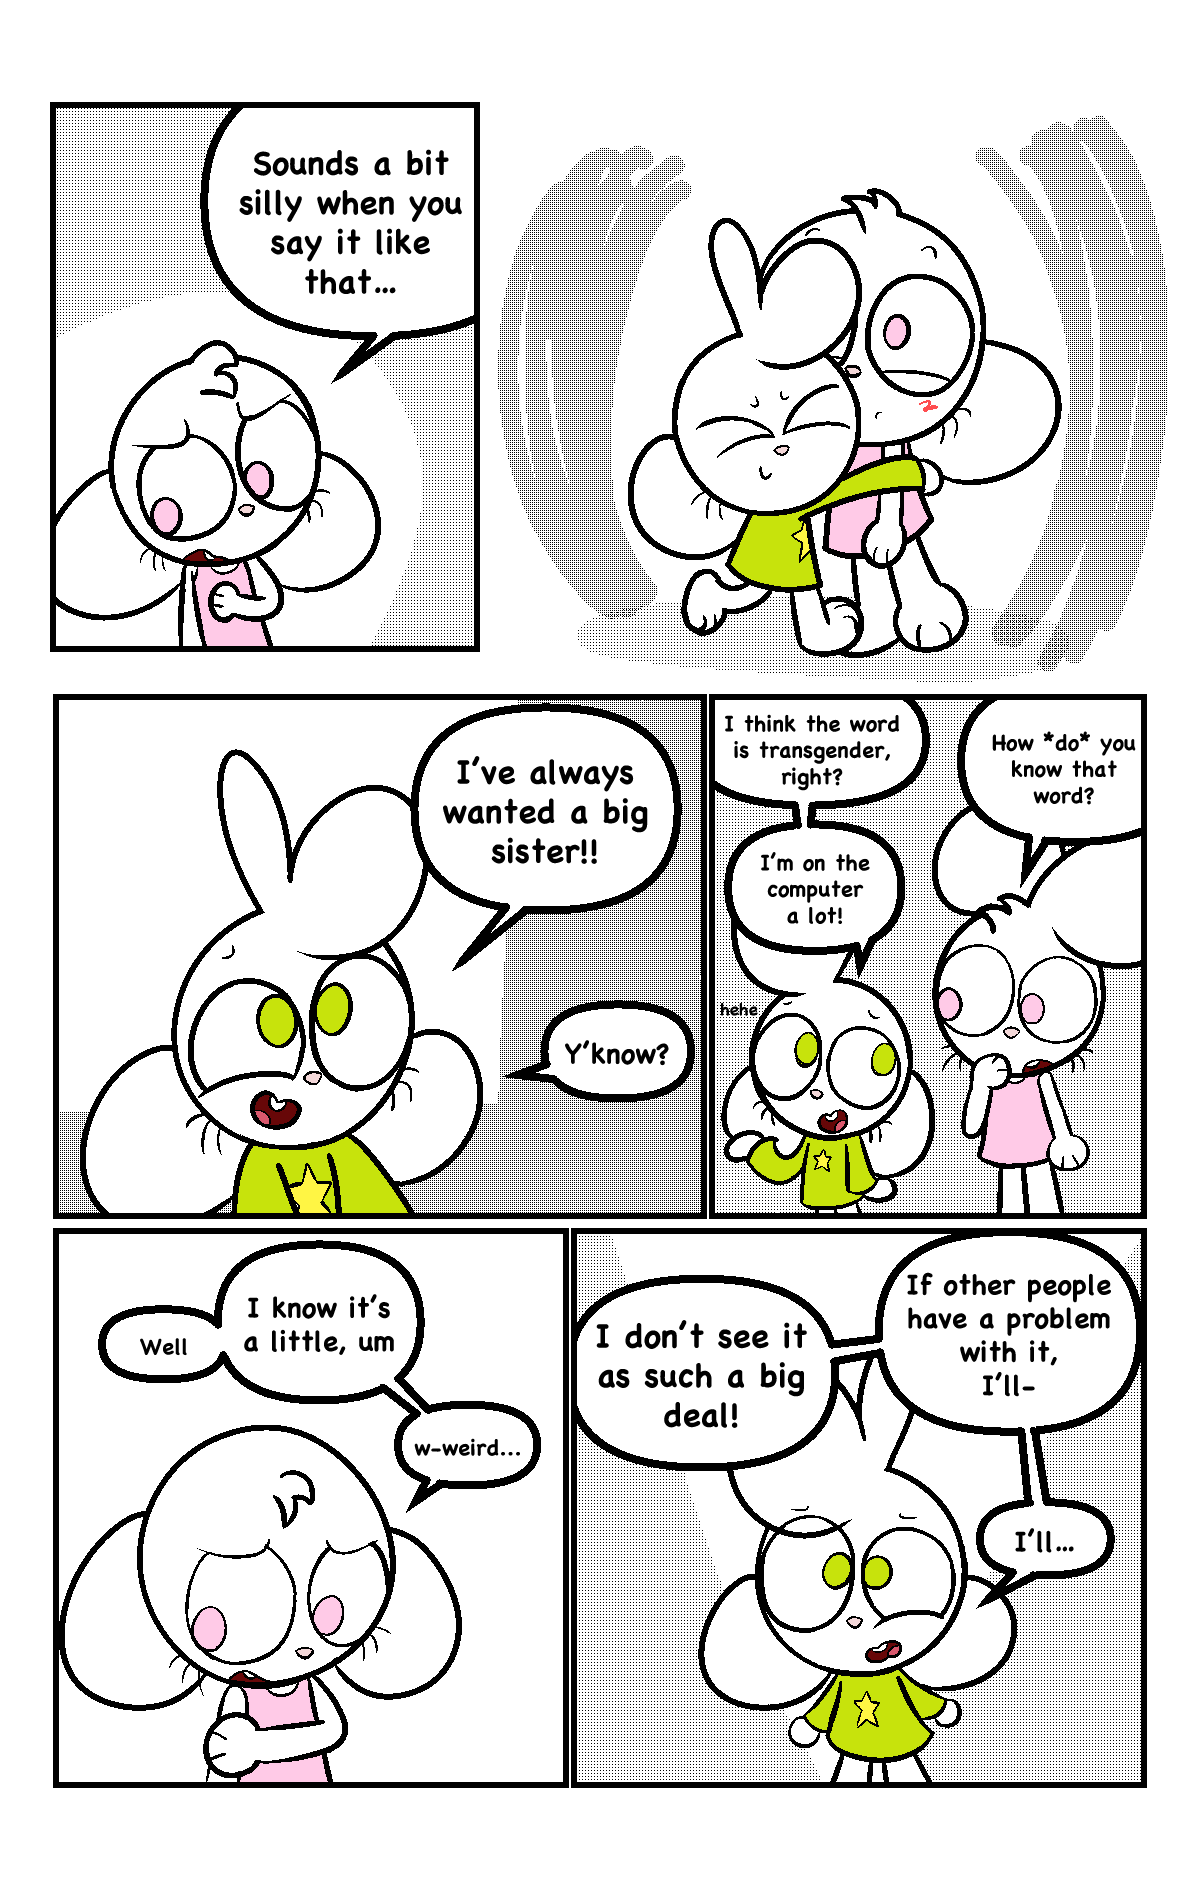 Sounds a bit
silly when you
say it like
that...
I've always
wanted a big
sister!!
Y'know?
I think the word
is transgender,
right?
How *do* you
know that
word?
I'm on the
computer
a lot!
hehe
Well
I know it's
a little, um
w-weird...
I don't see it
as such a big
deal!
If other people
have a problem
with it,
I'll-
I'll...